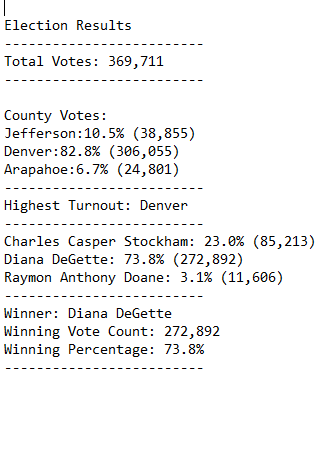 Election Results
-------------------------
Total Votes: 369,711
-------------------------
County Votes:
Jefferson:10.5% (38,855)
Denver:82.8% (306,055)
Arapahoe:6.7% (24,801)
-------------------------
Highest Turnout: Denver
-------------------------
Charles Casper Stockham: 23.0% (85,213)
Diana DeGette: 73.8% (272,892)
Raymon Anthony Doane: 3.1% (11,606)
-------------------------
Winner: Diana DeGette
Winning Vote Count: 272,892
Winning Percentage: 73.8%
-------------------------